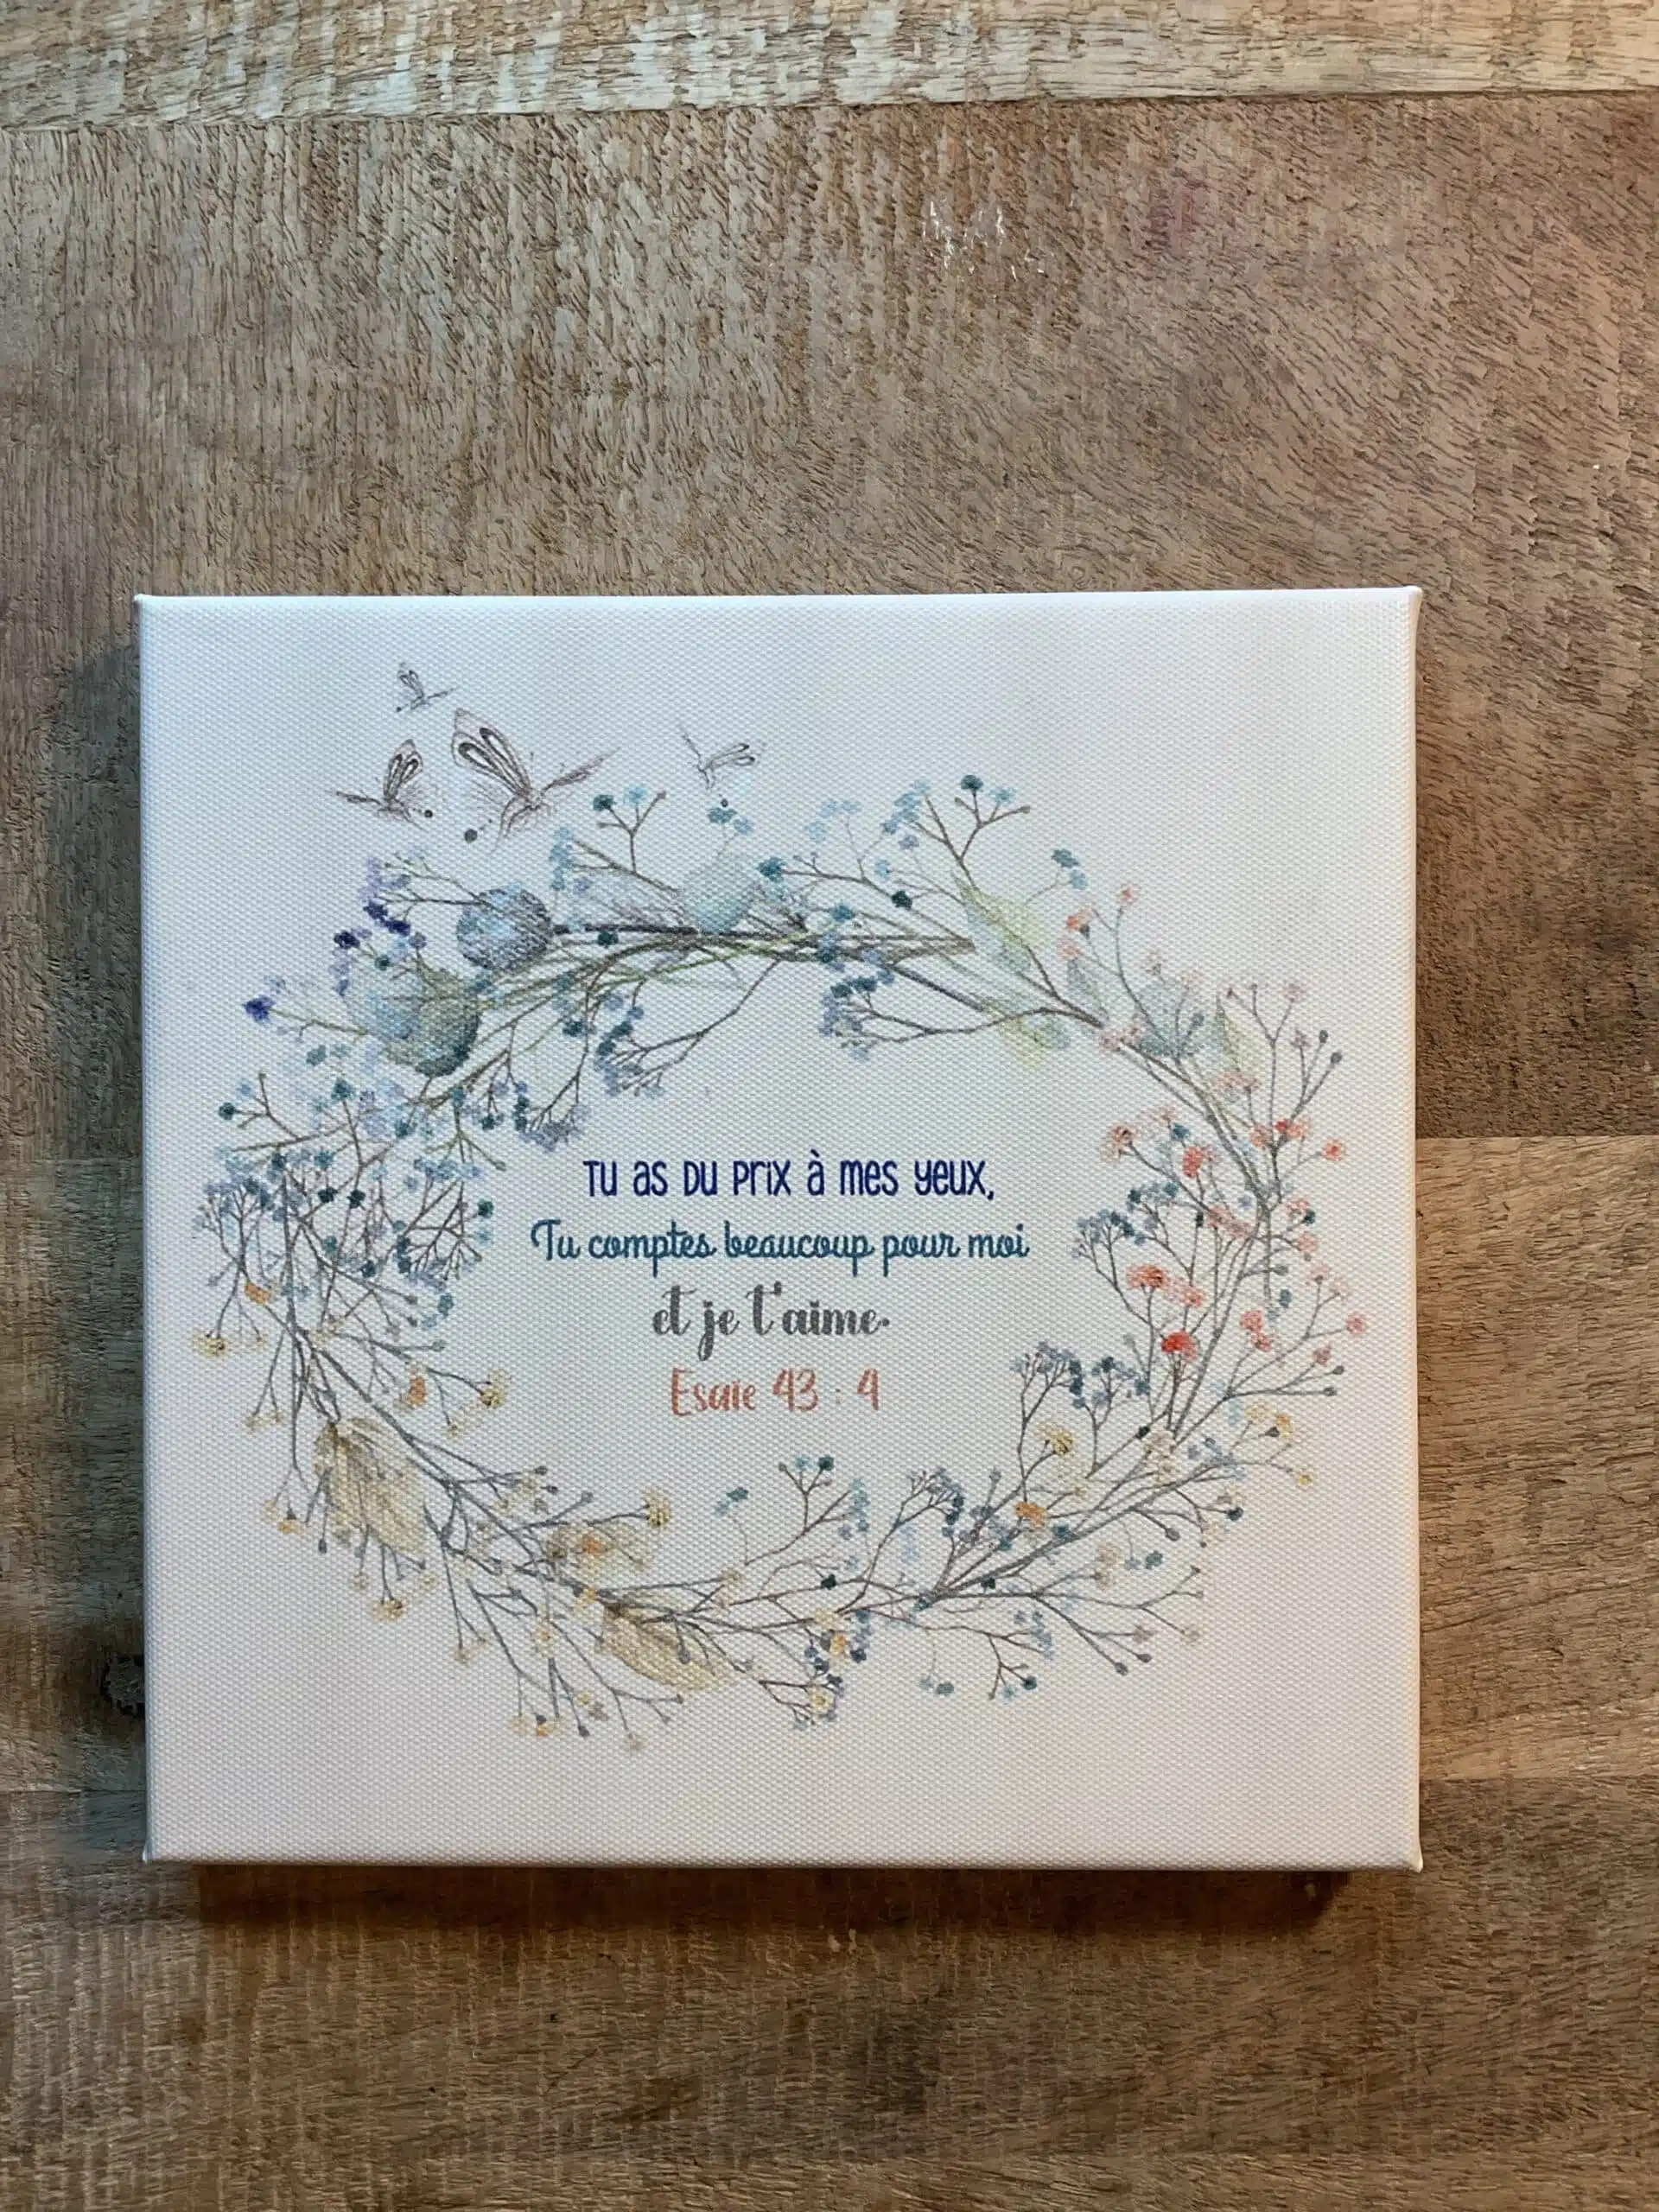 Tu as du prix à mes yeux,
Tu comptes beaucoup pour moi
et je t'aime.
Esaïe 43 : 4